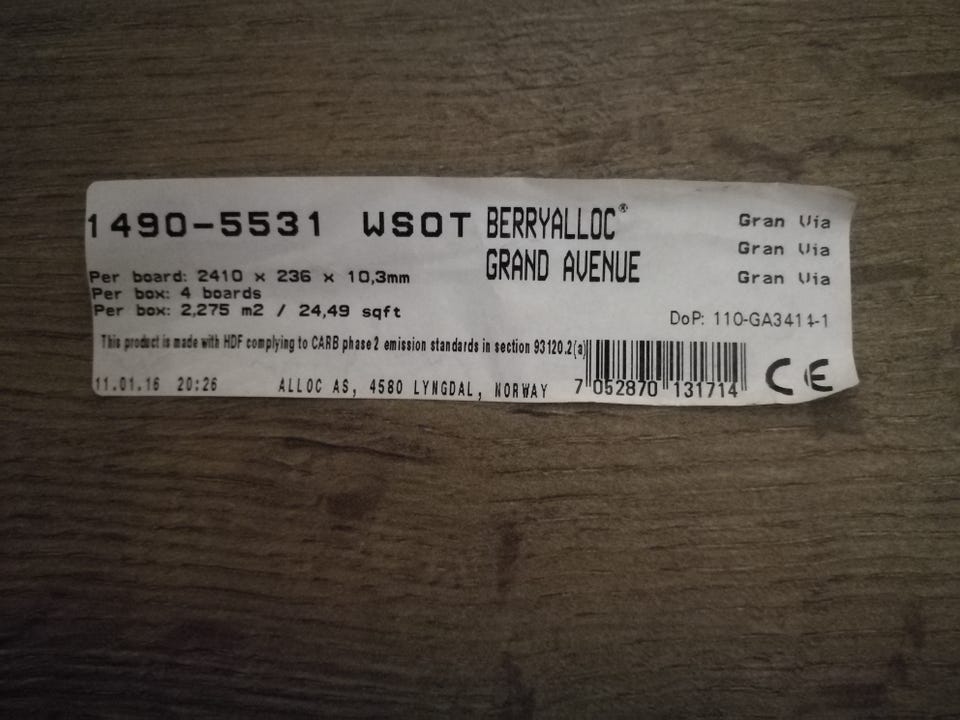 1490-5531 WSOT
BERRYALLOC®
GRAND AVENUE
Gran Via
Gran Via
Gran Via
Per board: 2410 x 236 x 10,3mm
Per box: 4 boards
Per box: 2,275 m2 / 24,49 sqft
DoP: 110-GA3414-1
This product is made with HDF complying to CARB phase 2 emission standards in section 93120.2(a)
11.01.16 20:26
ALLOC AS, 4580 LYNGDAL, NORWAY
7 052870 131714
CE